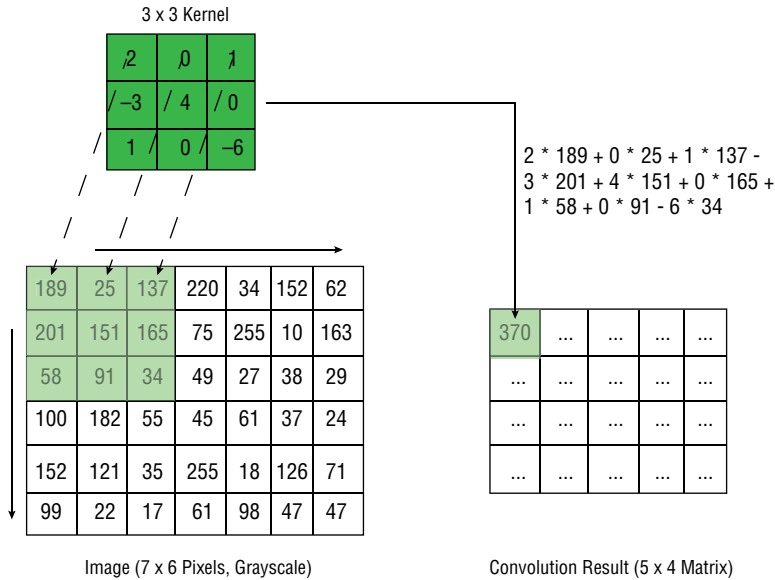 3 x 3 Kernel
2 0 1
–3 4 0
1 0 –6
2 * 189 + 0 * 25 + 1 * 137 -
3 * 201 + 4 * 151 + 0 * 165 +
1 * 58 + 0 * 91 - 6 * 34
189 25 137 220 34 152 62
201 151 165 75 255 10 163
58 91 34 49 27 38 29
100 182 55 45 61 37 24
152 121 35 255 18 126 71
99 22 17 61 98 47 47
370 ... ... ... ...
... ... ... ... ...
... ... ... ... ...
... ... ... ... ...
Image (7 x 6 Pixels, Grayscale)
Convolution Result (5 x 4 Matrix)